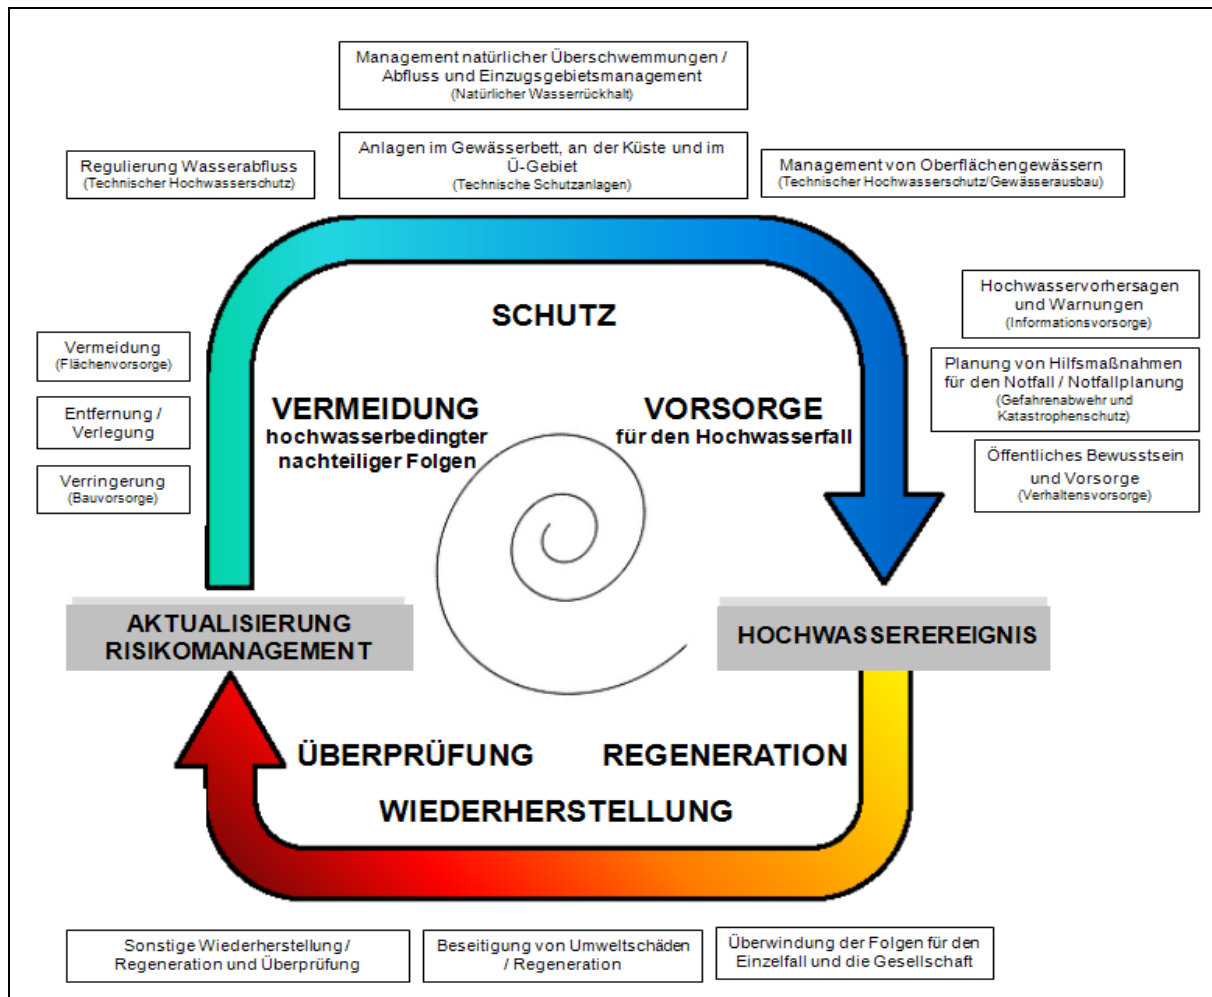 Management natürlicher Überschwemmungen /
Abfluss und Einzugsgebietsmanagement
(Natürlicher Wasserrückhalt)
Regulierung Wasserabfluss
(Technischer Hochwasserschutz)
Anlagen im Gewässerbett, an der Küste und im
Ü-Gebiet
(Technische Schutzanlagen)
Management von Oberflächengewässern
(Technischer Hochwasserschutz/Gewässerausbau)
Hochwasservorhersagen
und Warnungen
(Informationsvorsorge)
SCHUTZ
Vermeidung
(Flächenvorsorge)
Planung von Hilfsmaßnahmen
für den Notfall / Notfallplanung
(Gefahrenabwehr und
Katastrophenschutz)
Entfernung /
Verlegung
VERMEIDUNG
hochwasserbedingter
nachteiliger Folgen
VORSORGE
für den Hochwasserfall
Verringerung
(Bauvorsorge)
Öffentliches Bewusstsein
und Vorsorge
(Verhaltensvorsorge)
AKTUALISIERUNG
RISIKOMANAGEMENT
HOCHWASSEREREIGNIS
ÜBERPRÜFUNG
REGENERATION
WIEDERHERSTELLUNG
Sonstige Wiederherstellung /
Regeneration und Überprüfung
Beseitigung von Umweltschäden
/ Regeneration
Überwindung der Folgen für den
Einzelfall und die Gesellschaft